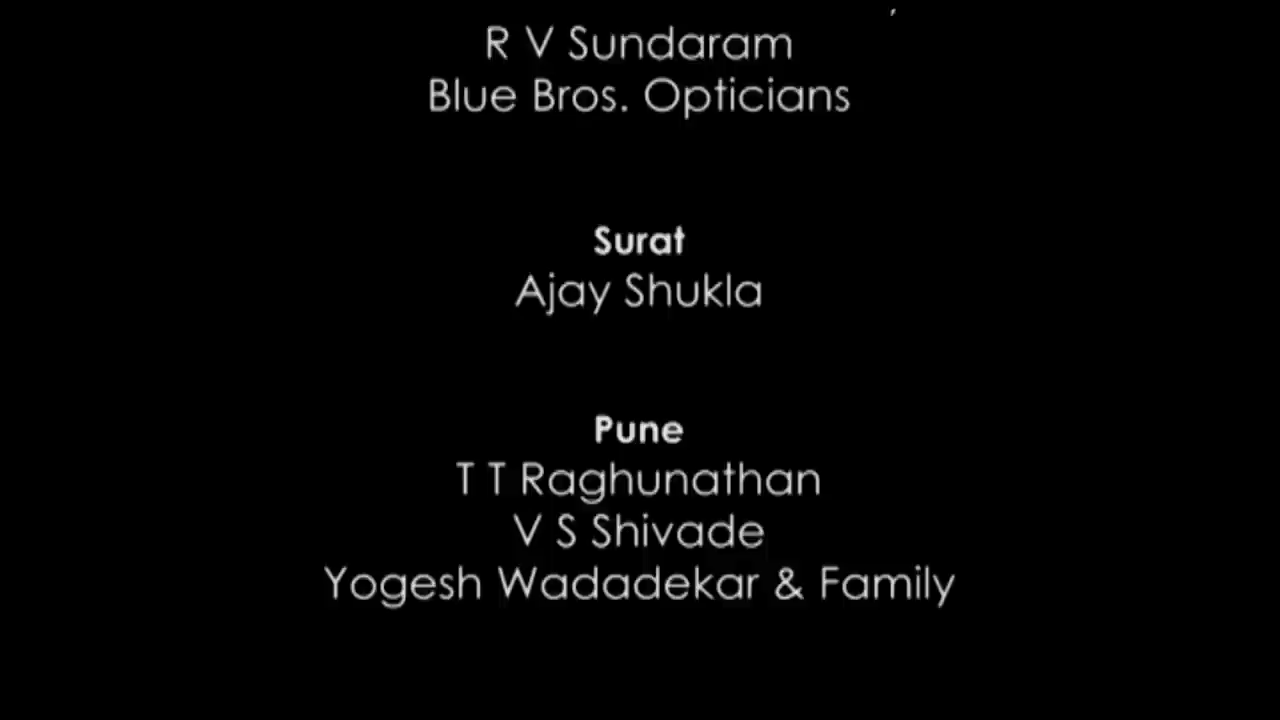 R V Sundaram
Blue Bros. Opticians
Surat
Ajay Shukla
Pune
T T Raghunathan
V S Shivade
Yogesh Wadadekar & Family